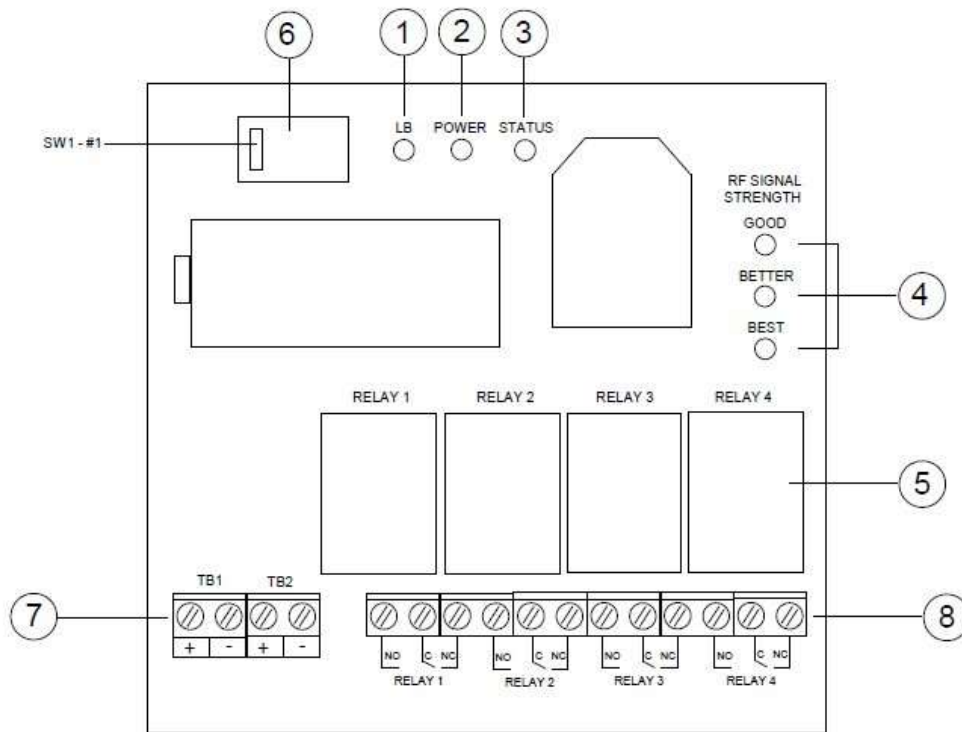 6
1
2
3
LB POWER STATUS
SW1 - #1
RF SIGNAL
STRENGTH
GOOD
BETTER
4
BEST
RELAY 1 RELAY 2 RELAY 3 RELAY 4
5
TB1 TB2
7
8
+ - + -
NO C NC NO C NC NO C NC NO C NC
RELAY 1 RELAY 2 RELAY 3 RELAY 4